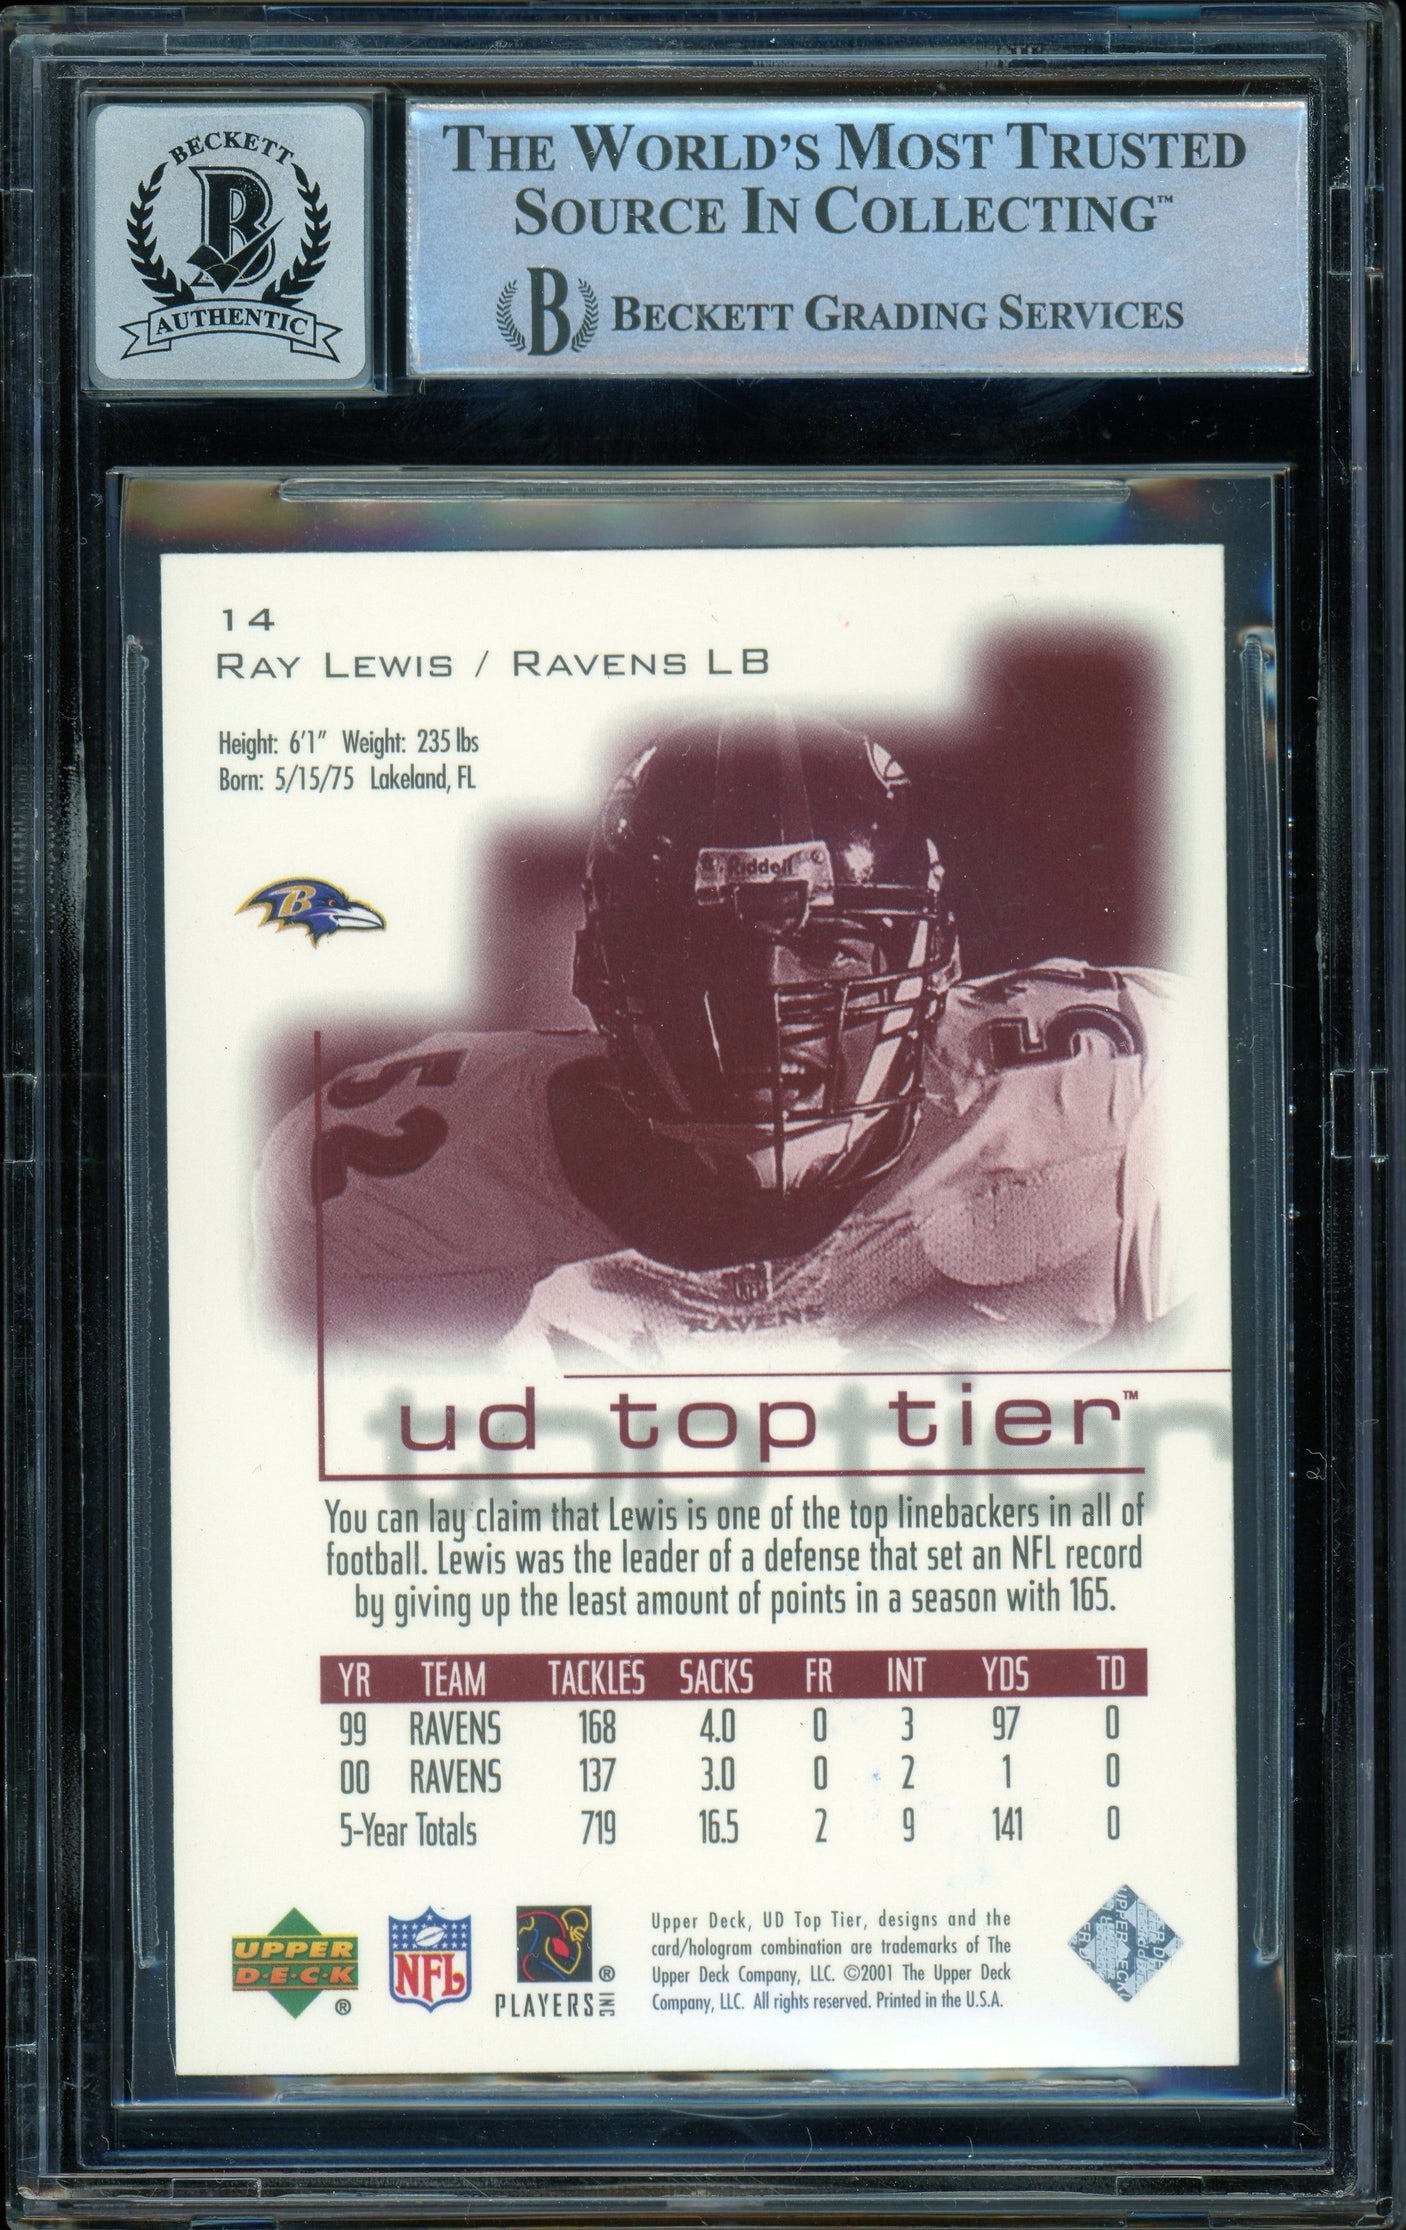 BECKETT
B
AUTHENTIC
THE WORLD'S MOST TRUSTED
SOURCE IN COLLECTING™
B BECKETT GRADING SERVICES
14
RAY LEWIS / RAVENS LB
Height: 6'1" Weight: 235 lbs
Born: 5/15/75 Lakeland, FL
B
Riddell
52
5
RAVENS
top tier
ud top tier™
You can lay claim that Lewis is one of the top linebackers in all of
football. Lewis was the leader of a defense that set an NFL record
by giving up the least amount of points in a season with 165.
YR TEAM TACKLES SACKS FR INT YDS TD
99 RAVENS 168 4.0 0 3 97 0
00 RAVENS 137 3.0 0 2 1 0
5-Year Totals 719 16.5 2 9 141 0
UPPER
D·E·C·K
®
NFL
®
PLAYERS INC
Upper Deck, UD Top Tier, designs and the
card/hologram combination are trademarks of The
Upper Deck Company, LLC. ©2001 The Upper Deck
Company, LLC. All rights reserved. Printed in the U.S.A.
UPPER DECK